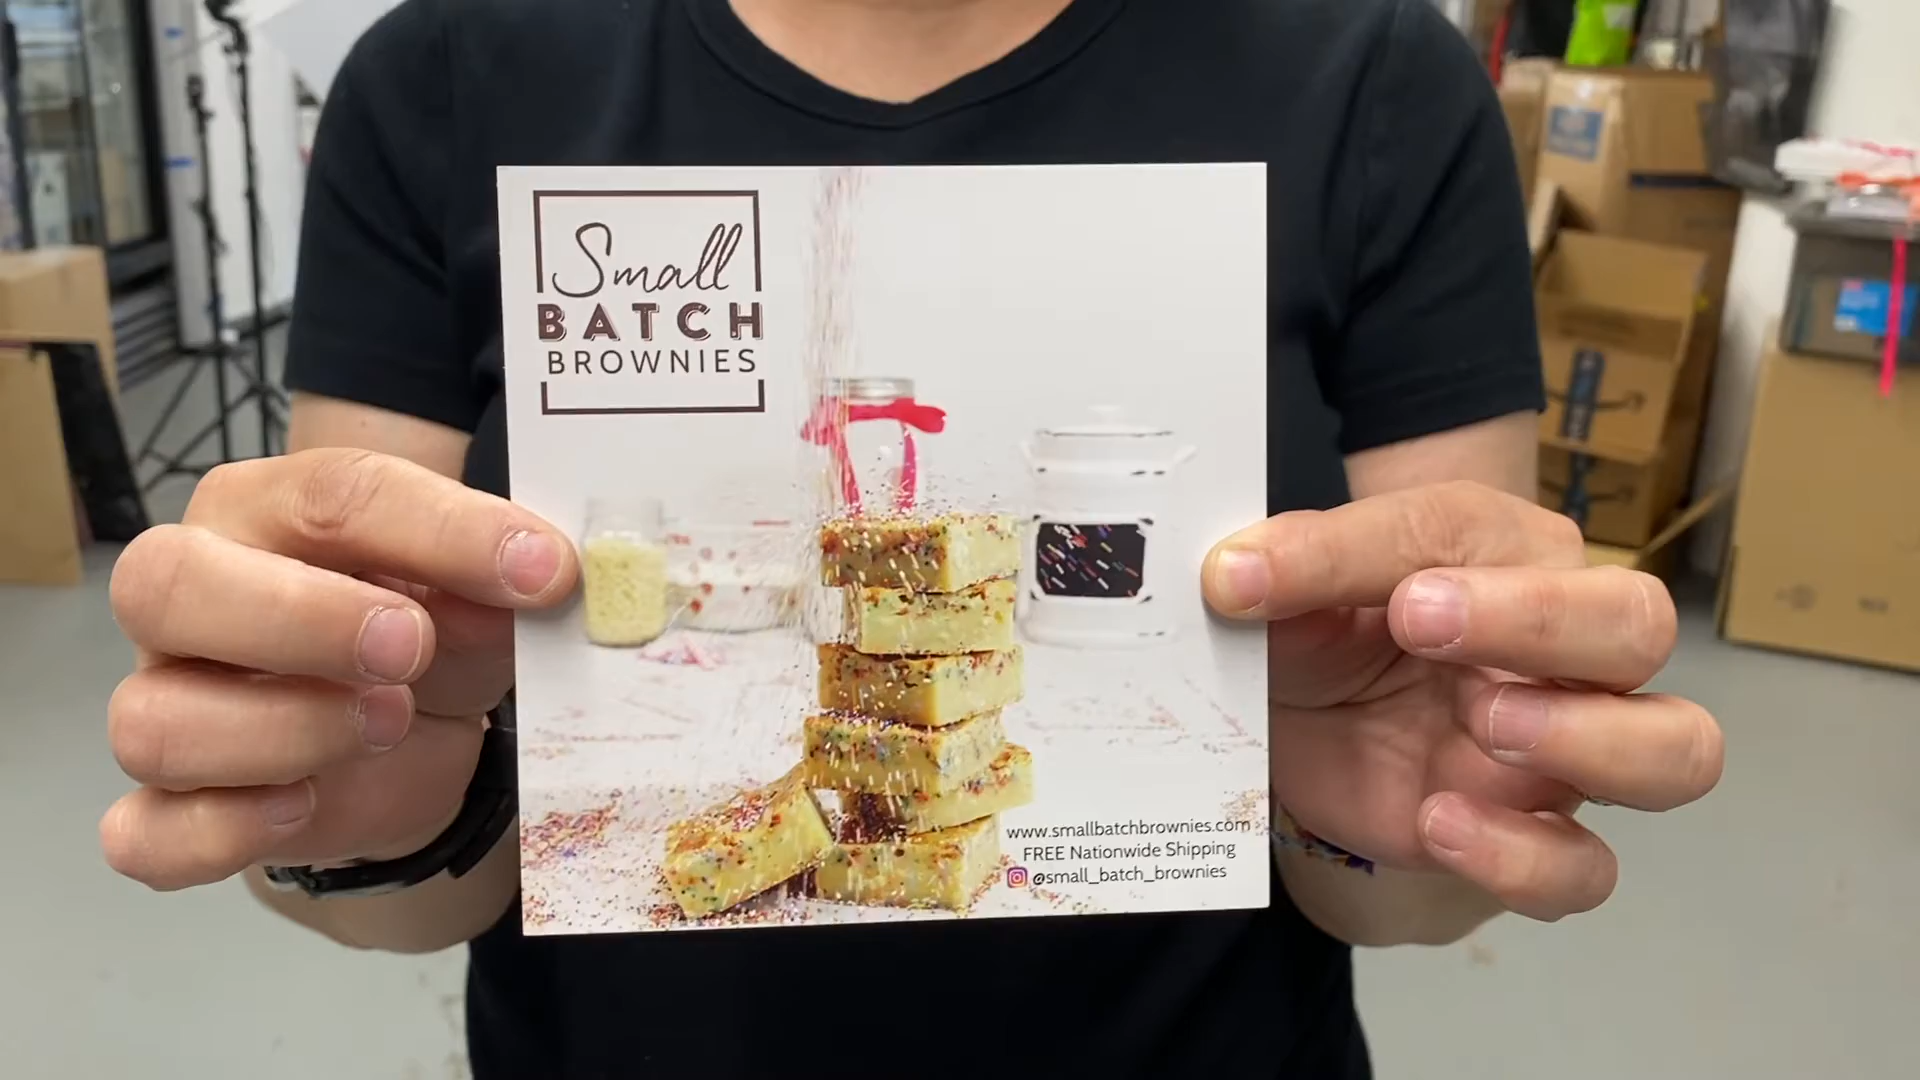 Small
BATCH
BROWNIES
www.smallbatchbrownies.com
FREE Nationwide Shipping
@small_batch_brownies